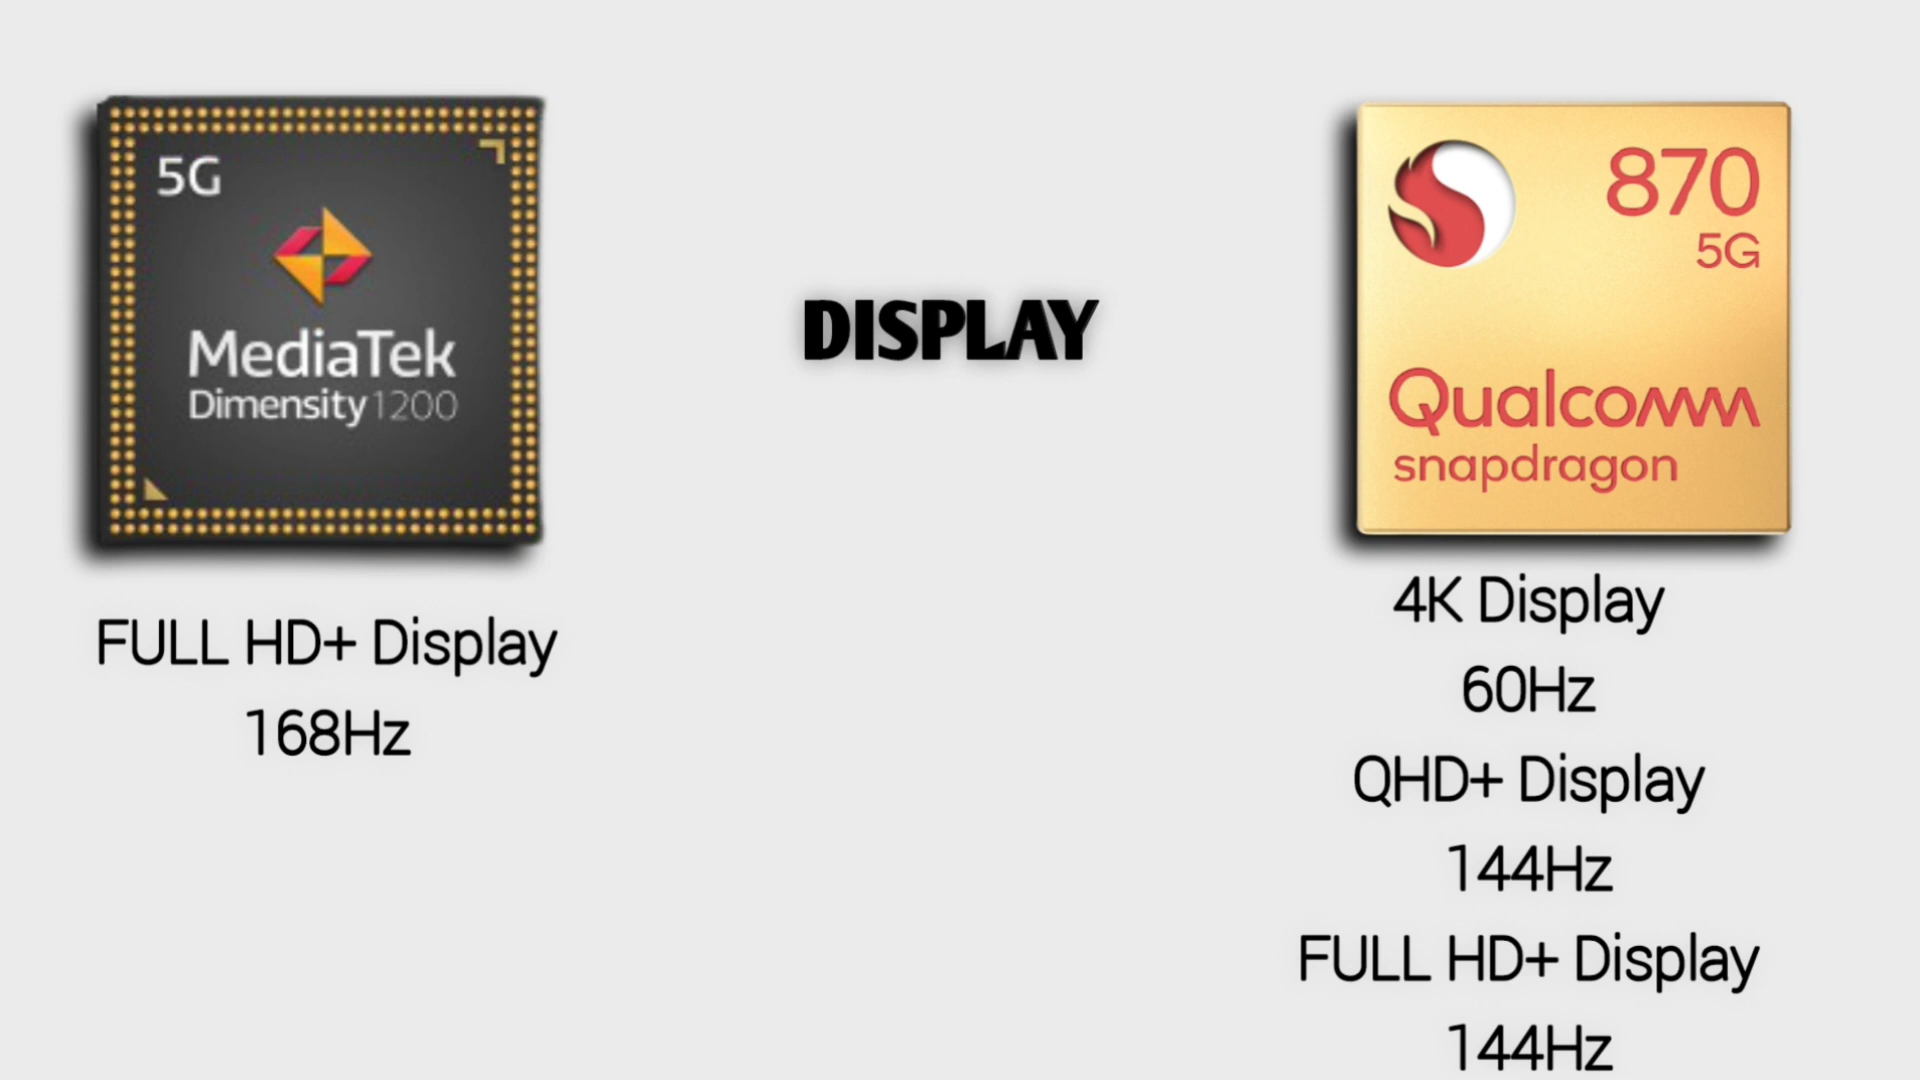 5G
MediaTek
Dimensity 1200
FULL HD+ Display
168Hz
DISPLAY
870
5G
Qualcomm
snapdragon
4K Display
60Hz
QHD+ Display
144Hz
FULL HD+ Display
144Hz